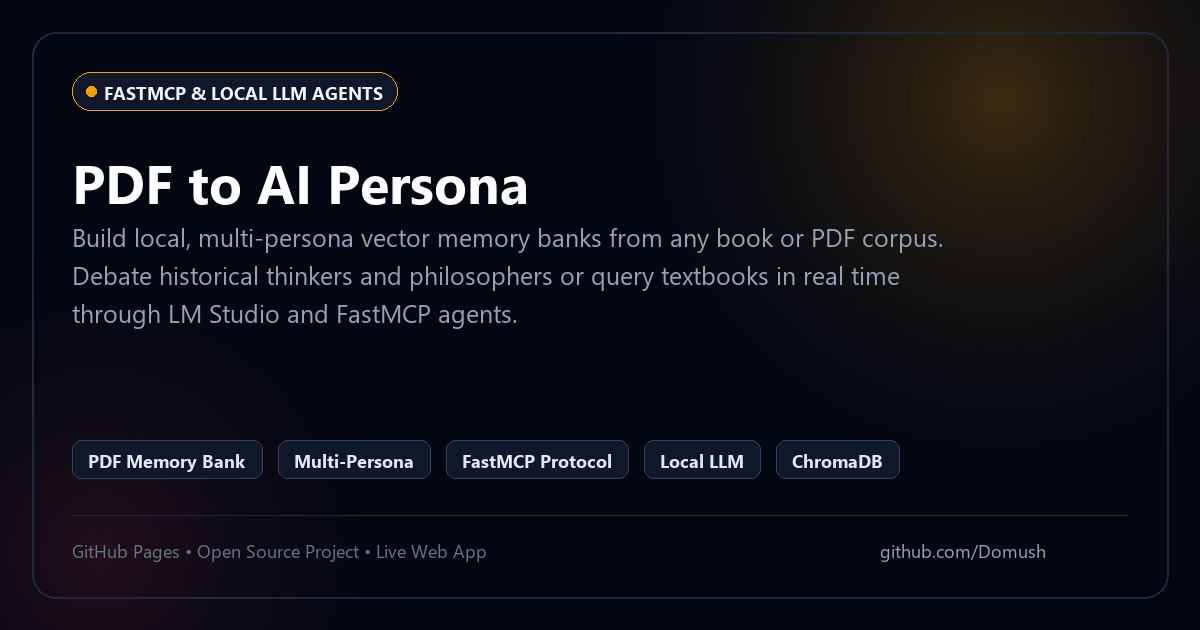 FASTMCP & LOCAL LLM AGENTS
PDF to AI Persona
Build local, multi-persona vector memory banks from any book or PDF corpus.
Debate historical thinkers and philosophers or query textbooks in real time
through LM Studio and FastMCP agents.
PDF Memory Bank
Multi-Persona
FastMCP Protocol
Local LLM
ChromaDB
GitHub Pages • Open Source Project • Live Web App
github.com/Domush